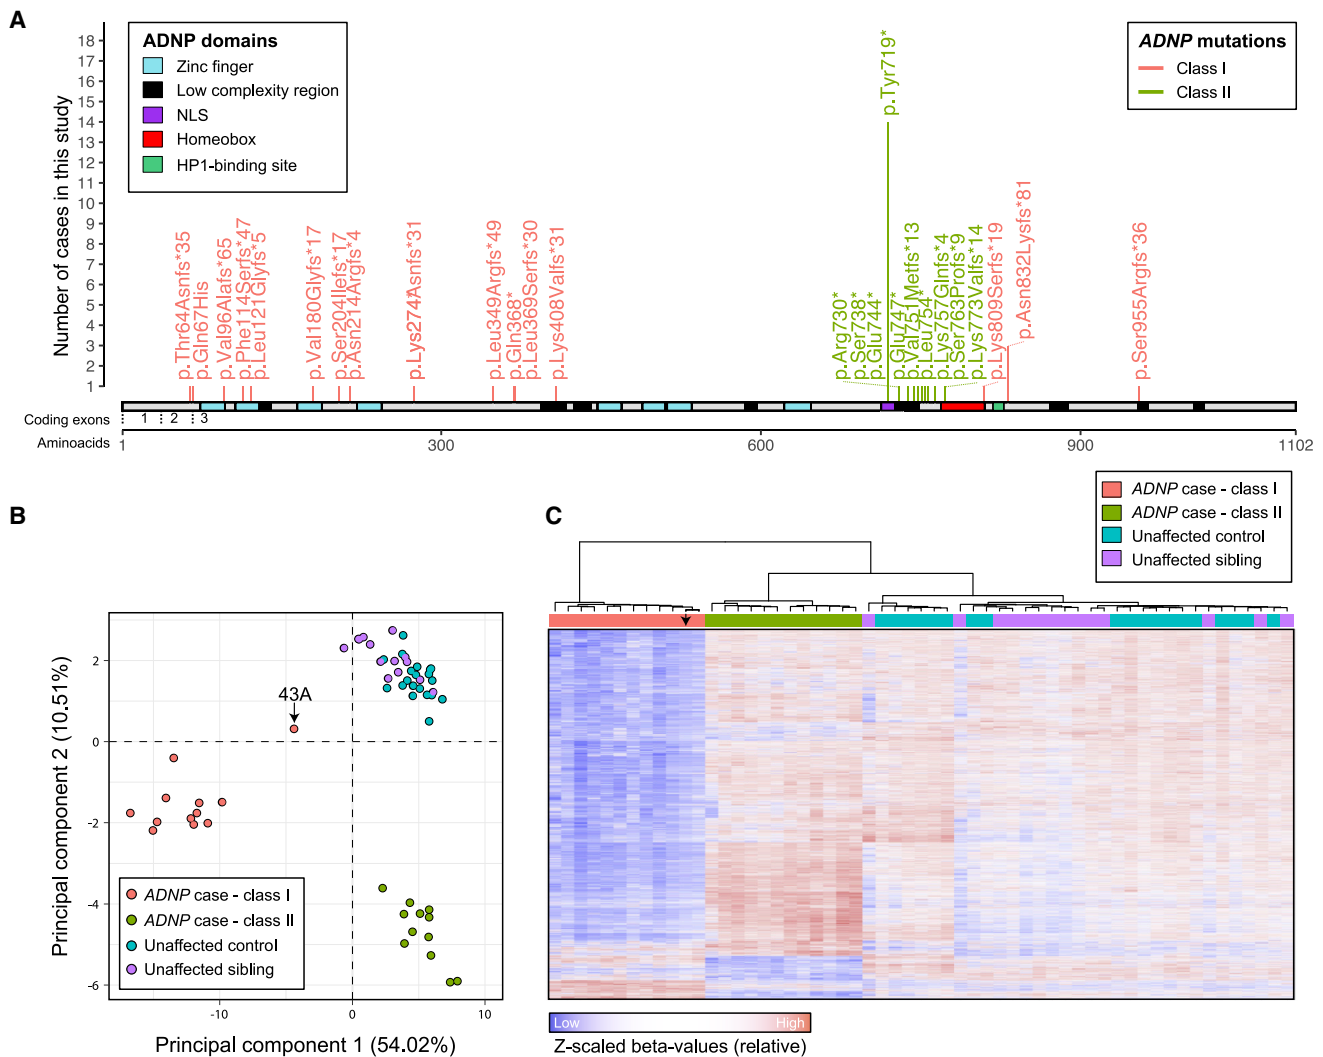 A
Number of cases in this study
18
17
16
15
14
13
12
11
10
9
8
7
6
5
4
3
2
1
ADNP domains
Zinc finger
Low complexity region
NLS
Homeobox
HP1-binding site
ADNP mutations
Class I
Class II
p.Thr64Asnfs*35
p.Gln67His
p.Val96Alafs*65
p.Phe114Serfs*47
p.Leu121Glyfs*5
p.Val180Glyfs*17
p.Ser204Ilefs*17
p.Asn214Argfs*4
p.Lys274Asnfs*31
p.Leu349Argfs*49
p.Gln368*
p.Leu369Serfs*30
p.Lys408Valfs*31
p.Tyr719*
p.Arg730*
p.Ser738*
p.Glu744*
p.Glu747*
p.Val751Metfs*13
p.Leu754*
p.Lys757Glnfs*4
p.Ser763Profs*9
p.Lys773Valfs*14
p.Lys809Serfs*19
p.Asn832Lysfs*81
p.Ser955Argfs*36
Coding exons 1 2 3
Aminoacids 1 300 600 900 1102
B
Principal component 2 (10.51%)
2
0
-2
-4
-6
43A
ADNP case - class I
ADNP case - class II
Unaffected control
Unaffected sibling
-10 0 10
Principal component 1 (54.02%)
C
ADNP case - class I
ADNP case - class II
Unaffected control
Unaffected sibling
Low High
Z-scaled beta-values (relative)